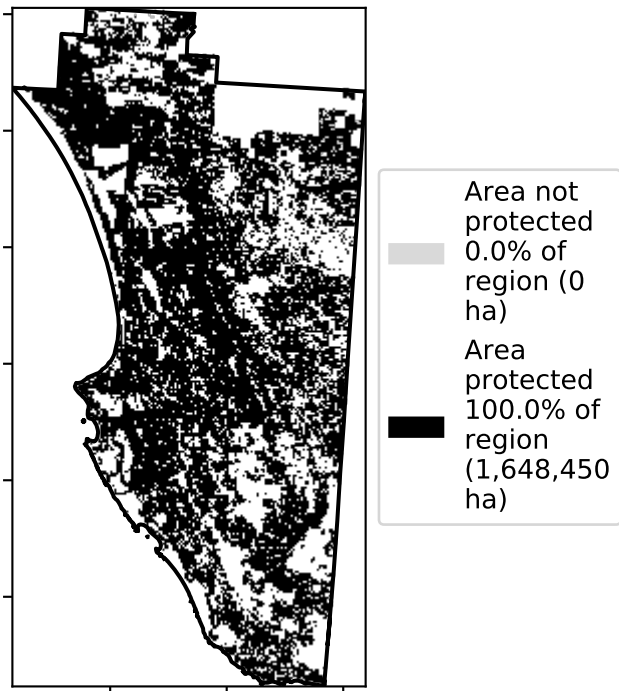 Area not
protected
0.0% of
region (0
ha)
Area
protected
100.0% of
region
(1,648,450
ha)